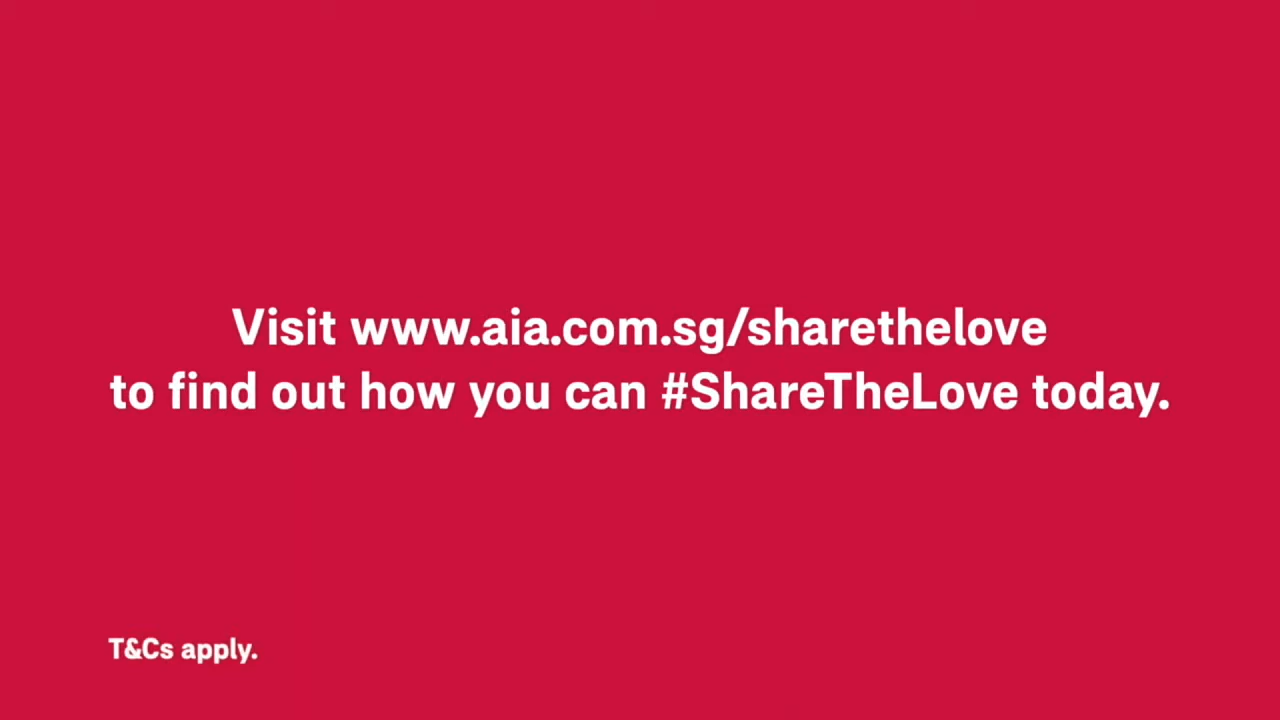 Visit www.aia.com.sg/sharethelove
to find out how you can #ShareTheLove today.
T&Cs apply.